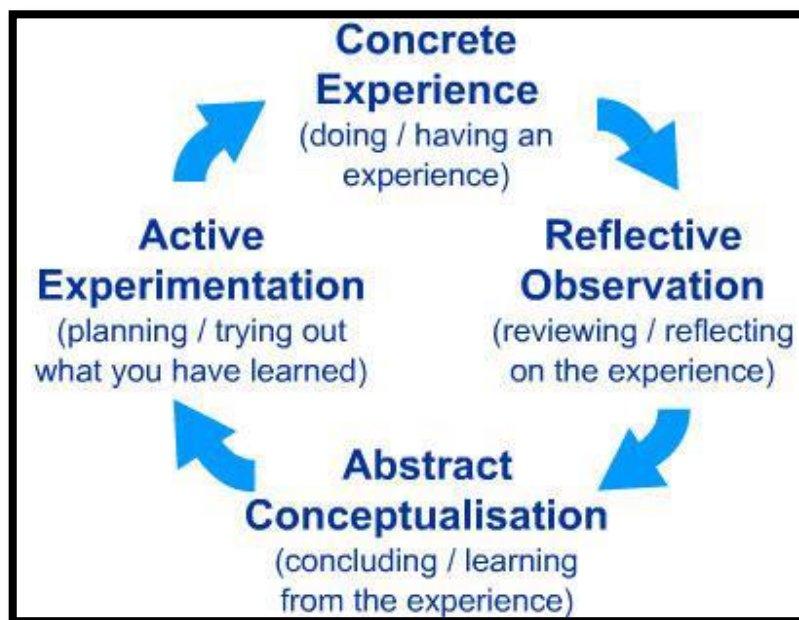 Concrete
Experience
(doing / having an
experience)
Reflective
Observation
(reviewing / reflecting
on the experience)
Abstract
Conceptualisation
(concluding / learning
from the experience)
Active
Experimentation
(planning / trying out
what you have learned)